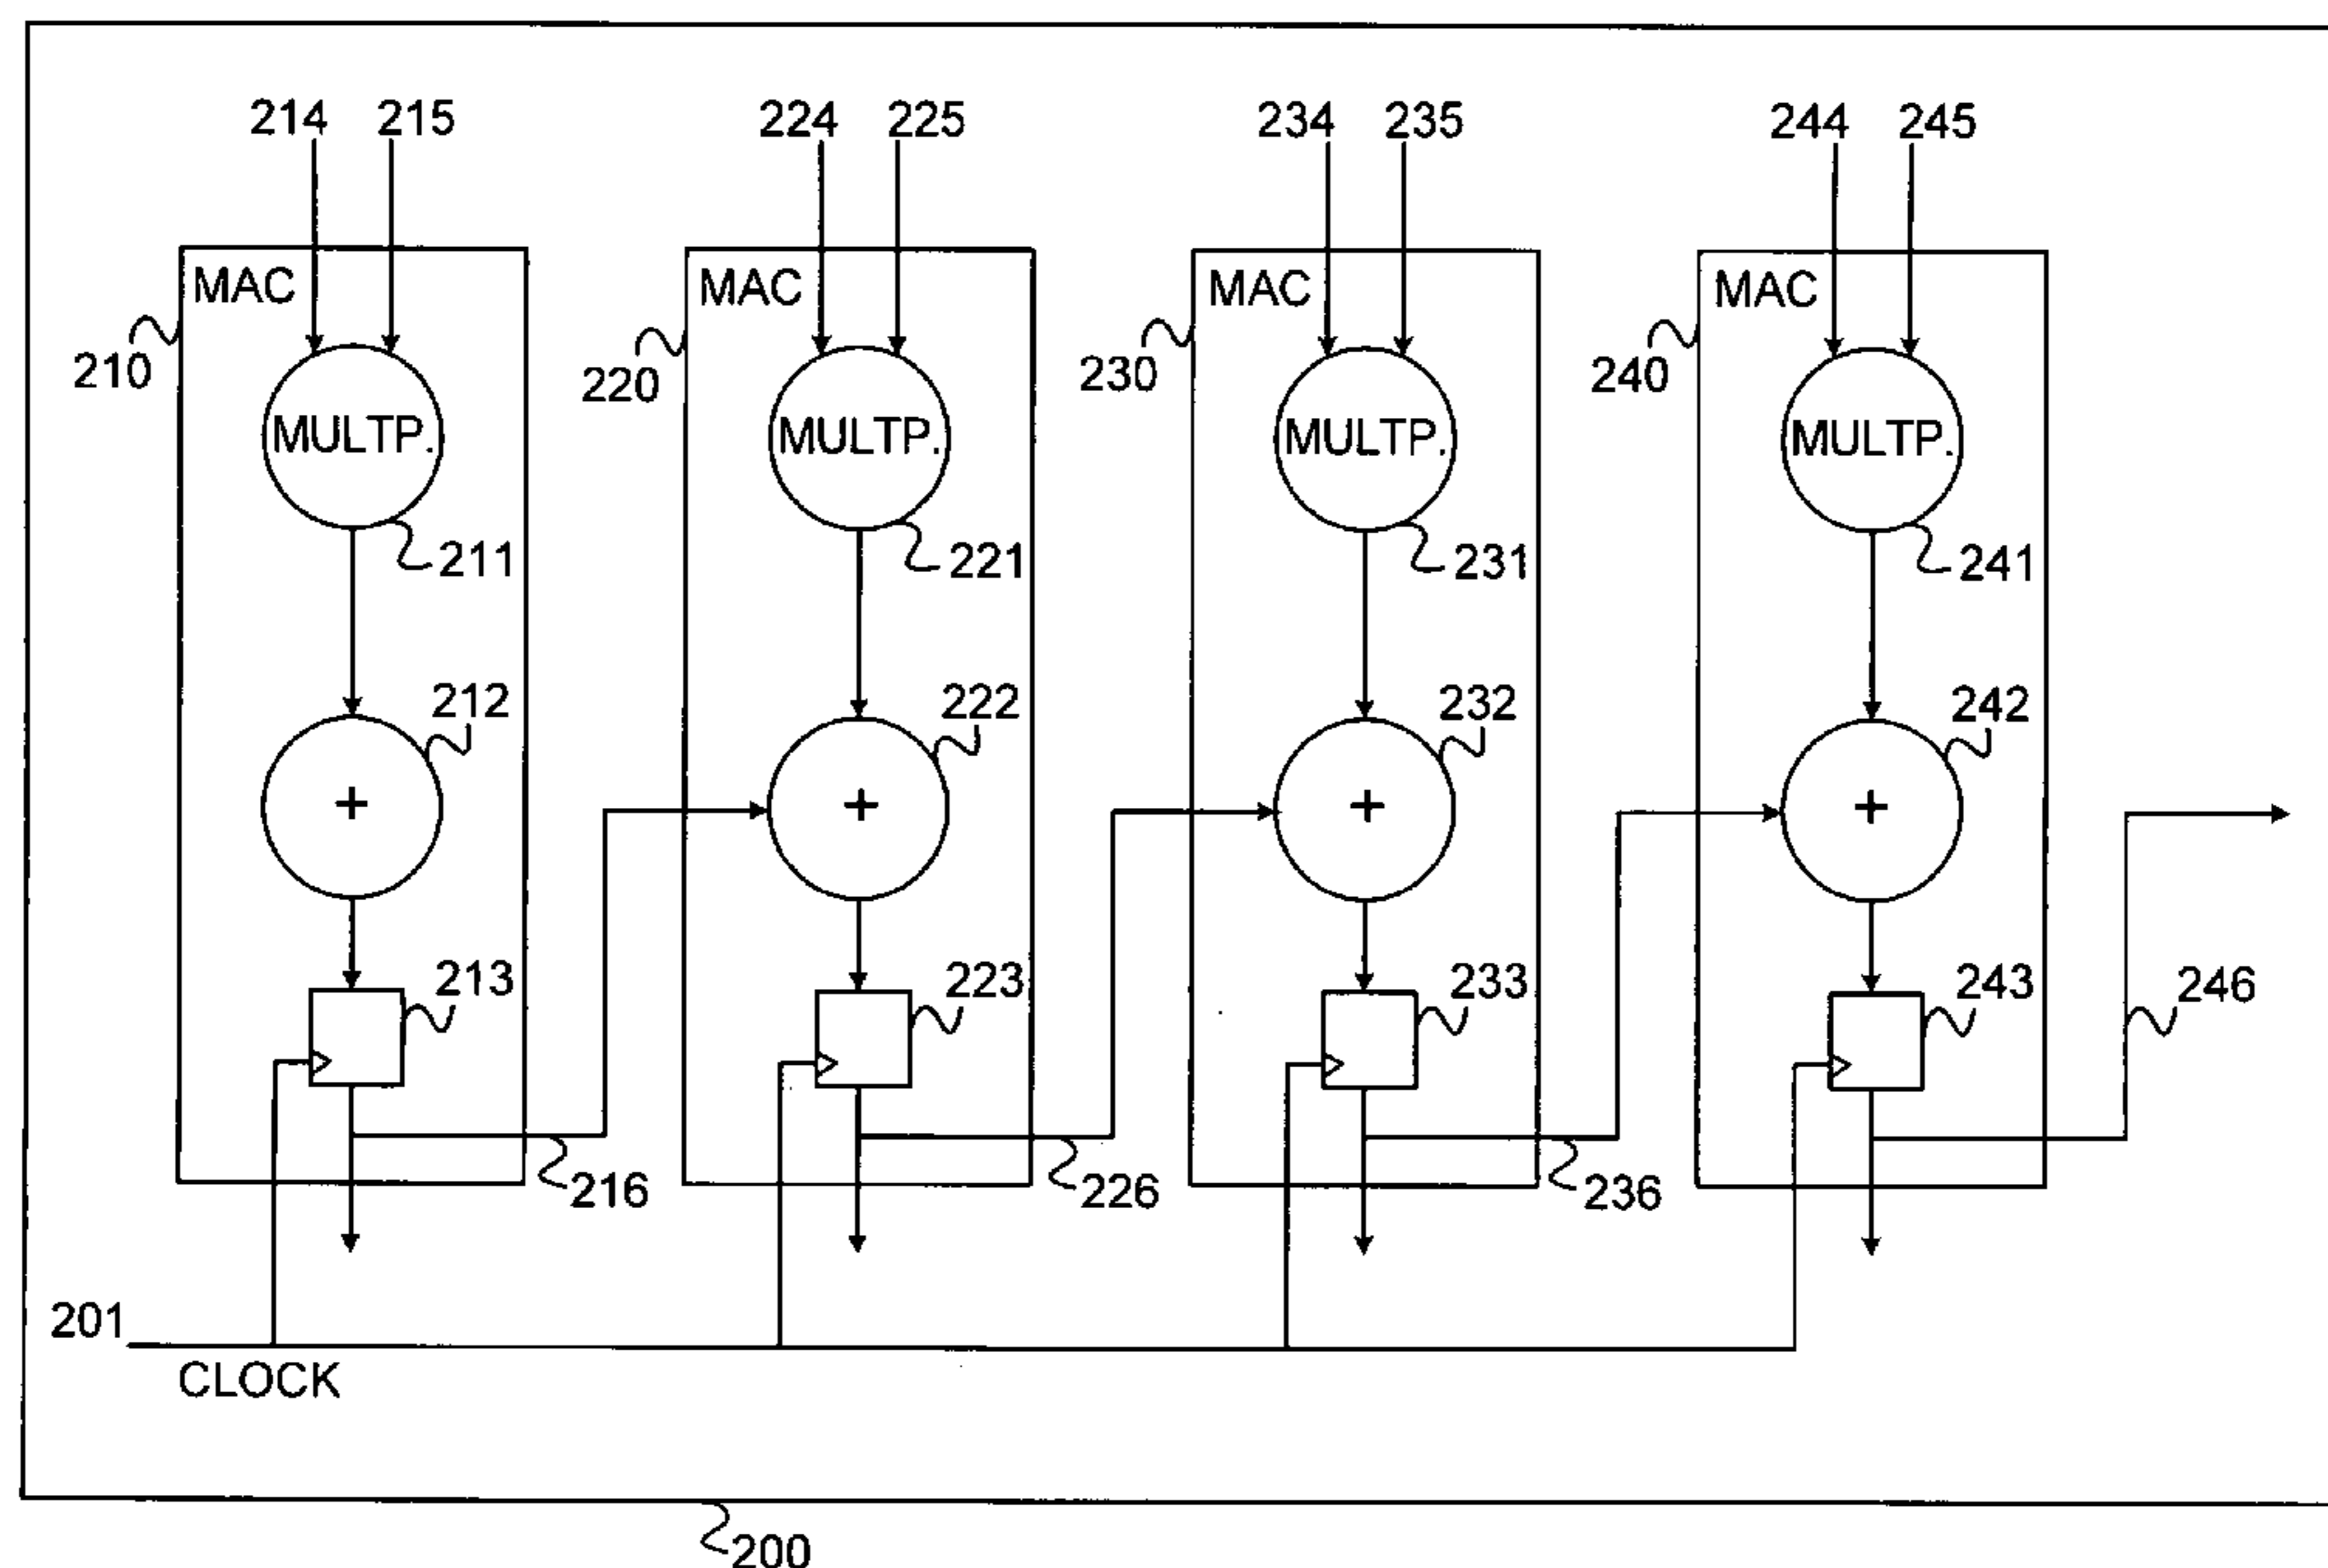 214 215 224 225 234 235 244 245
MAC MAC MAC MAC
210 220 230 240
MULTP. MULTP. MULTP. MULTP.
211 221 231 241
212 222 232 242
+ + + +
213 223 233 243 246
216 226 236
201
CLOCK
200